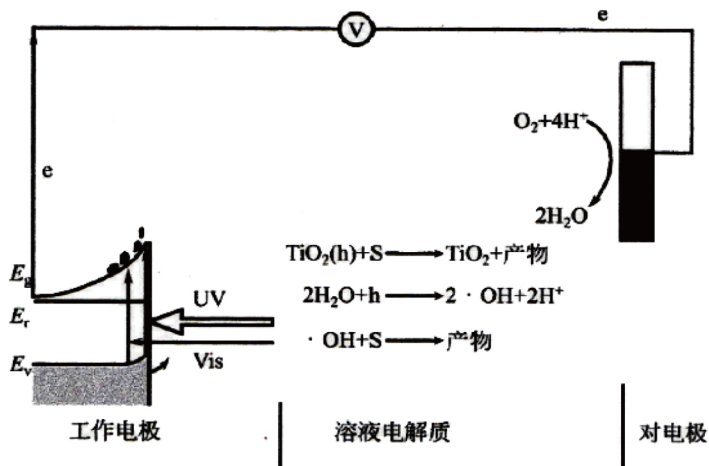 V
e
O₂+4H⁺
e
2H₂O
TiO₂(h)+S→TiO₂+产物
E
UV
2H₂O+h→2·OH+2H⁺
Eᵣ
·OH+S→产物
Eᵥ
Vis
工作电极
溶液电解质
对电极